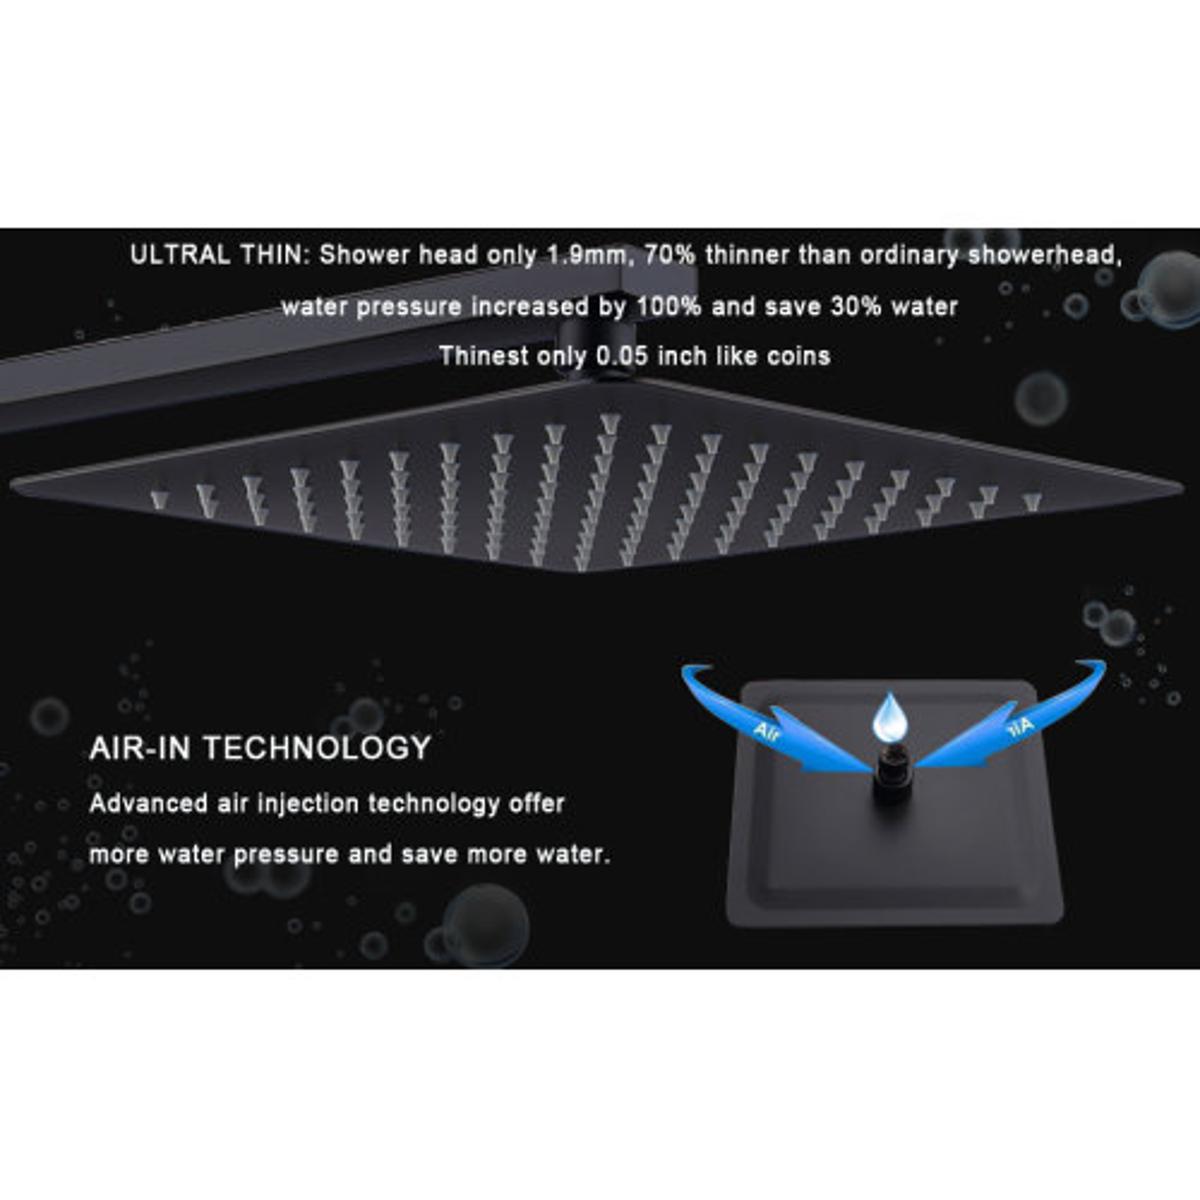 ULTRAL THIN: Shower head only 1.9mm, 70% thinner than ordinary showerhead,
water pressure increased by 100% and save 30% water
Thinest only 0.05 inch like coins
Air
Air
AIR-IN TECHNOLOGY
Advanced air injection technology offer
more water pressure and save more water.